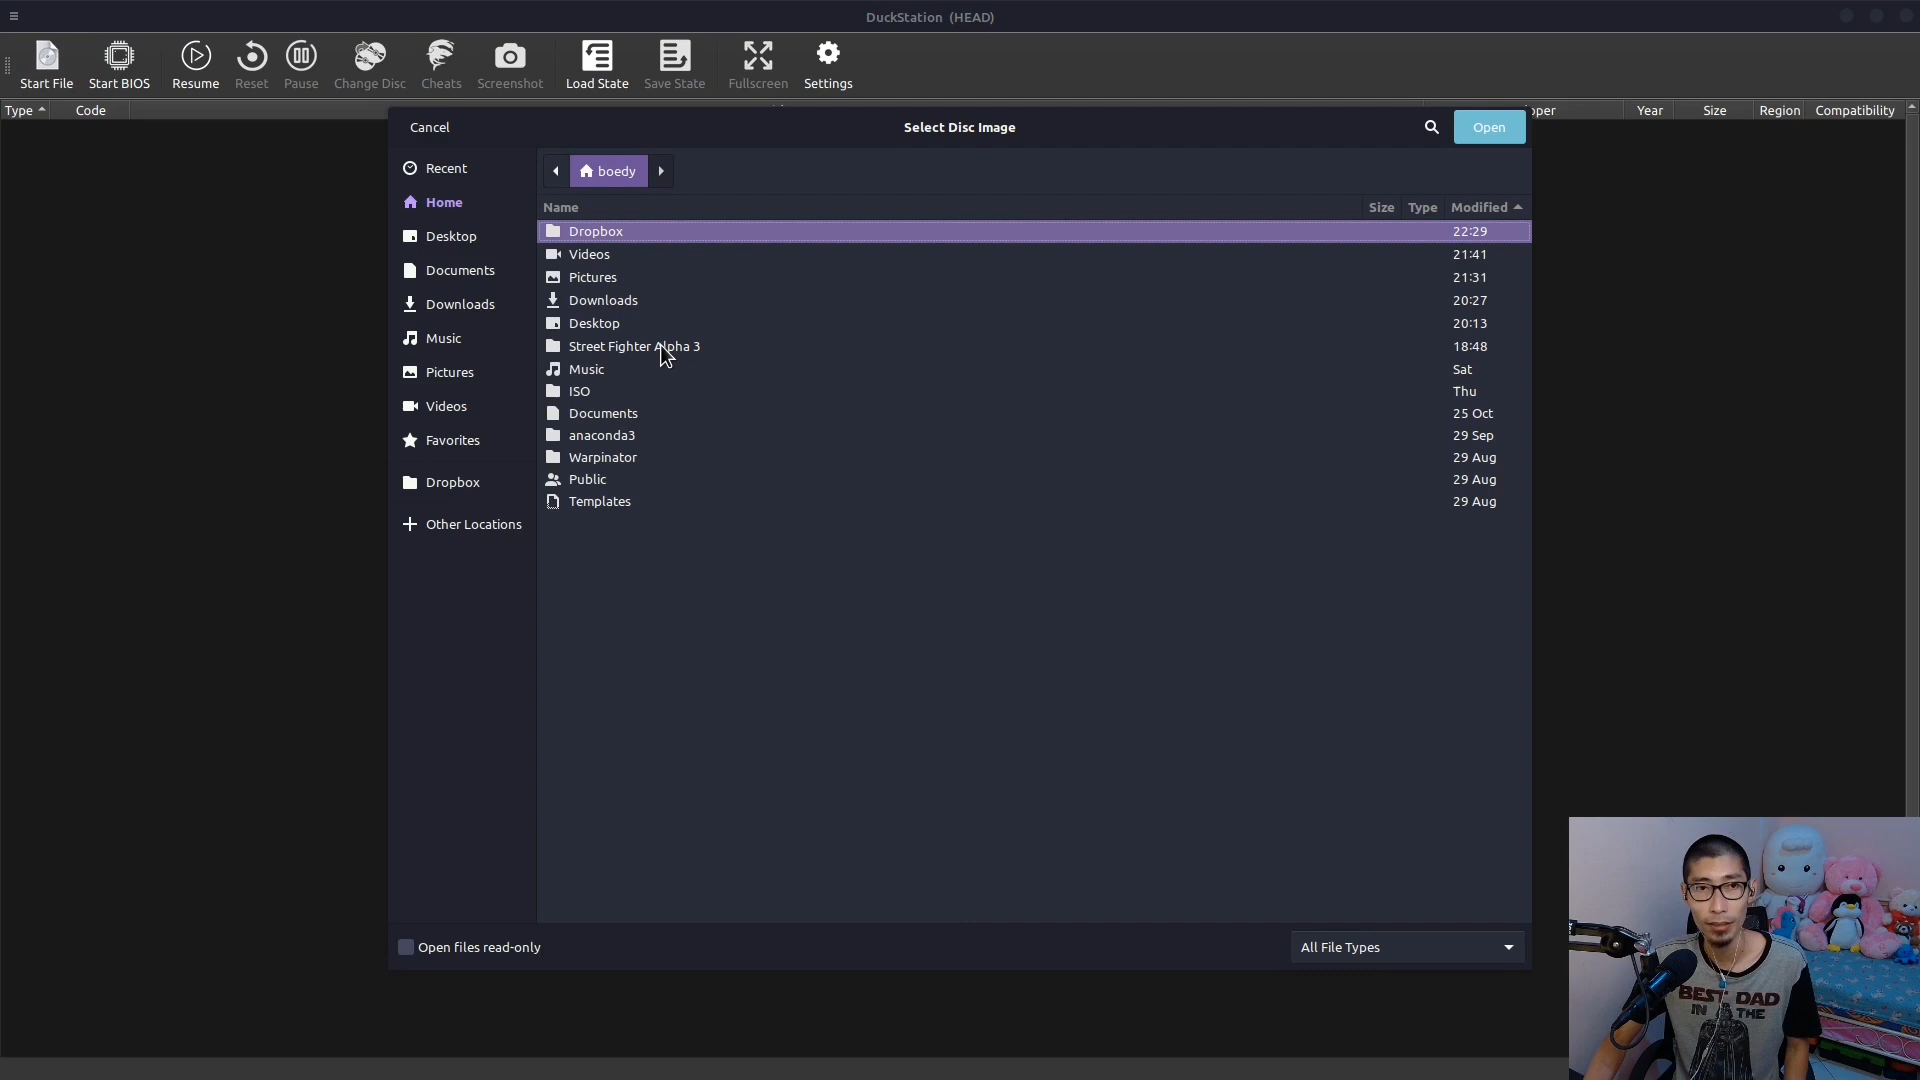 DuckStation (HEAD)
Start File
Start BIOS
Resume
Reset
Pause
Change Disc
Cheats
Screenshot
Load State
Save State
Fullscreen
Settings
Type
Code
oper
Year
Size
Region
Compatibility
Cancel
Select Disc Image
Open
Recent
Home
Desktop
Documents
Downloads
Music
Pictures
Videos
Favorites
Dropbox
Other Locations
boedy
Name Size Type Modified
Dropbox 22:29
Videos 21:41
Pictures 21:31
Downloads 20:27
Desktop 20:13
Street Fighter Alpha 3 18:48
Music Sat
ISO Thu
Documents 25 Oct
anaconda3 29 Sep
Warpinator 29 Aug
Public 29 Aug
Templates 29 Aug
Open files read-only
All File Types
BEST DAD
IN THE